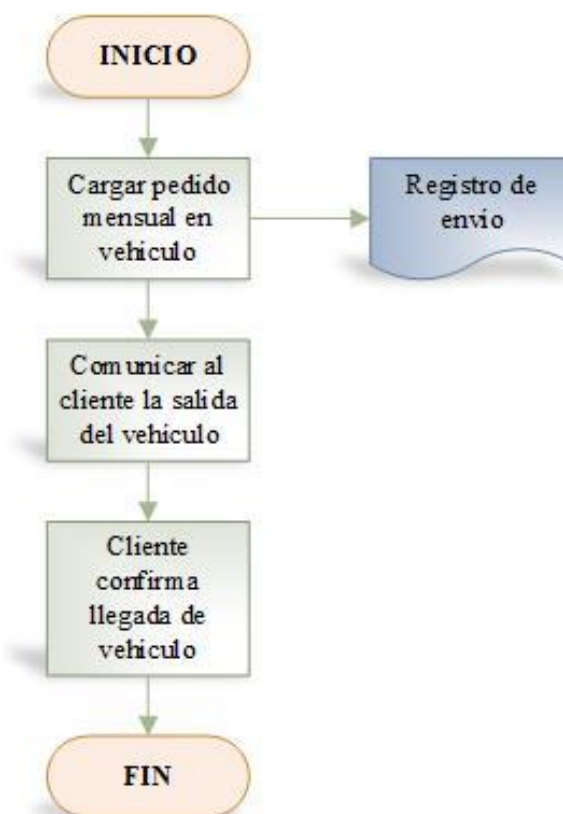 INICIO
Cargar pedido
mensual en
vehiculo
Registro de
envio
Comunicar al
cliente la salida
del vehiculo
Cliente
confirma
llegada de
vehiculo
FIN